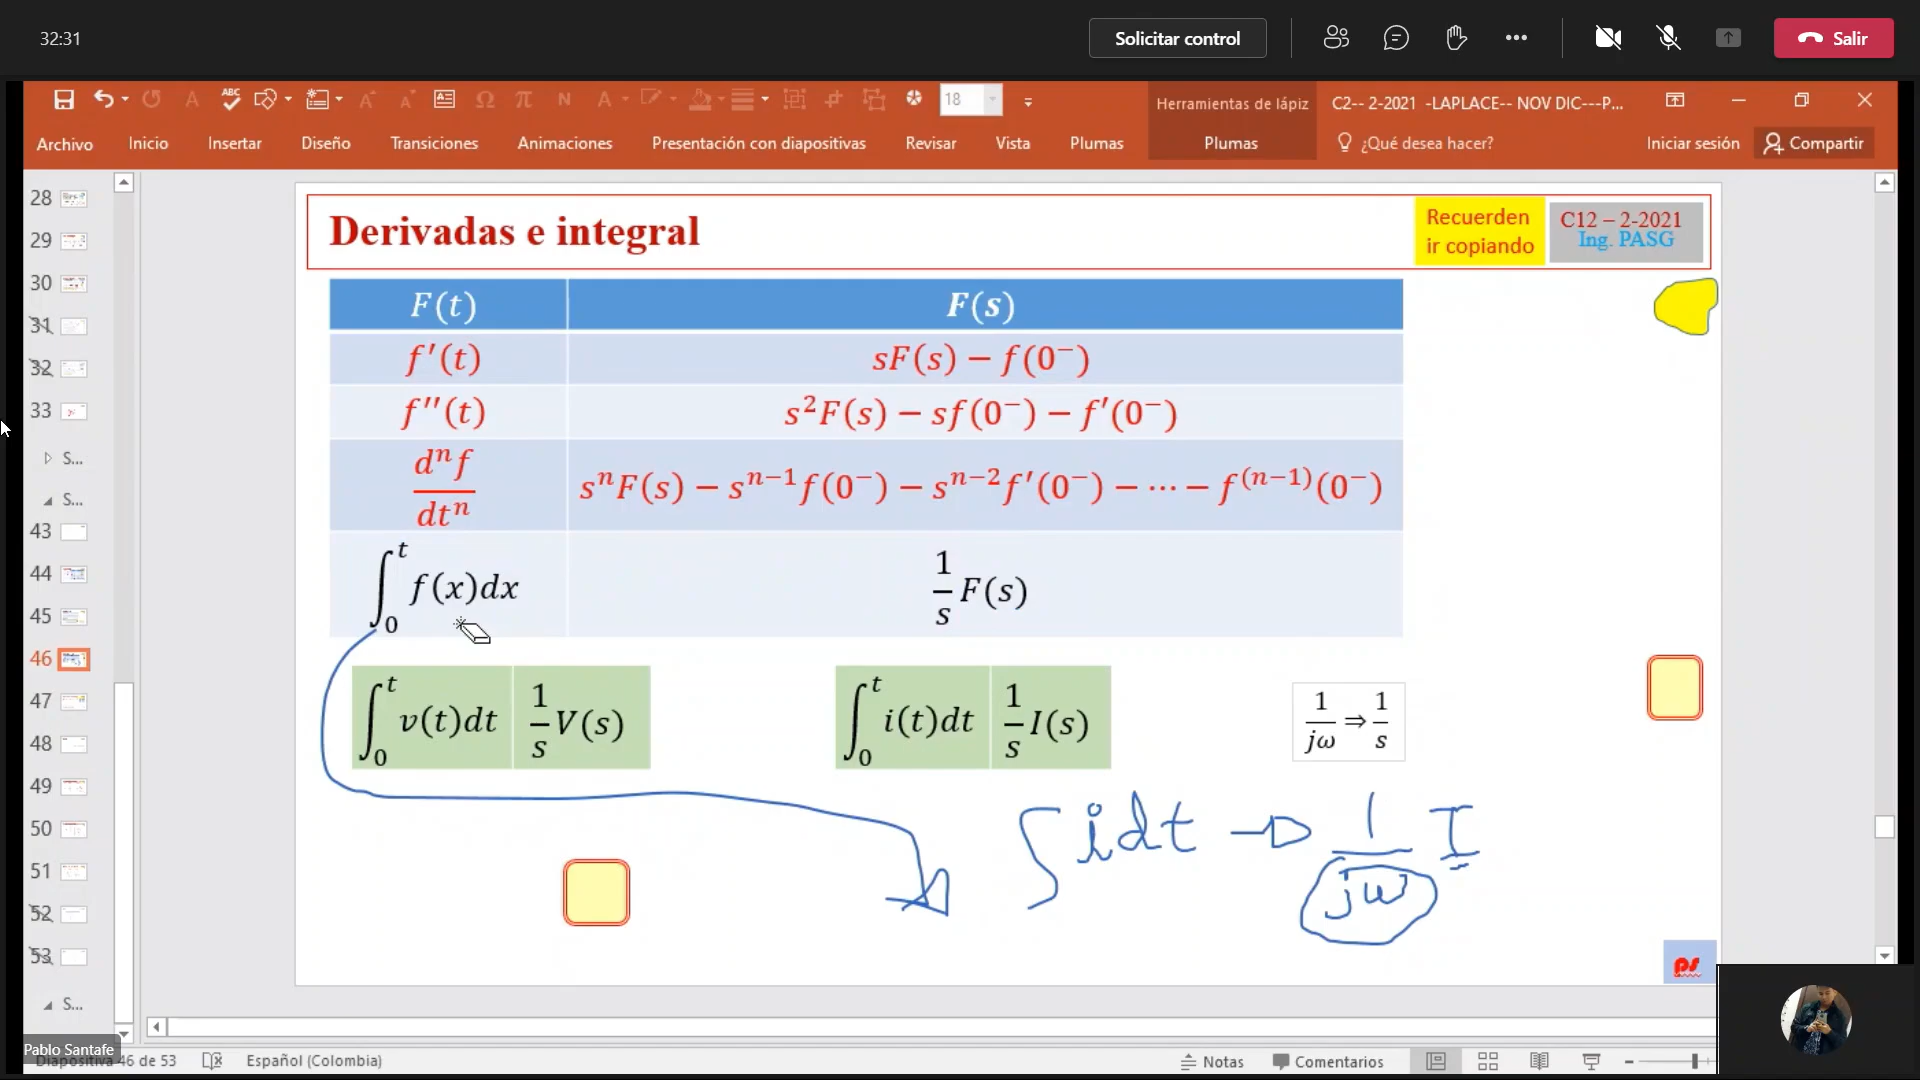 32:31
Solicitar control
Salir
18
Herramientas de lápiz
C2-- 2-2021 -LAPLACE-- NOV DIC---P...
Archivo Inicio Insertar Diseño Transiciones Animaciones Presentación con diapositivas Revisar Vista Plumas Plumas ¿Qué desea hacer? Iniciar sesión Compartir
28
29
30
31
32
33
S...
S...
43
44
45
46
47
48
49
50
51
52
53
S...
Derivadas e integral
Recuerden
ir copiando
C12 – 2-2021
Ing. PASG
F(t) F(s)
f′(t) sF(s) − f(0⁻)
f′′(t) s²F(s) − sf(0⁻) − f′(0⁻)
dⁿf/dtⁿ sⁿF(s) − sⁿ⁻¹f(0⁻) − sⁿ⁻²f′(0⁻) − ⋯ − f⁽ⁿ⁻¹⁾(0⁻)
∫₀ᵗ f(x)dx 1/s F(s)
∫₀ᵗ v(t)dt 1/s V(s)
∫₀ᵗ i(t)dt 1/s I(s)
1/jω ⇒ 1/s
∫ i dt → 1/jω I
ps
Pablo Santafe
Diapositiva 46 de 53 Español (Colombia) Notas Comentarios